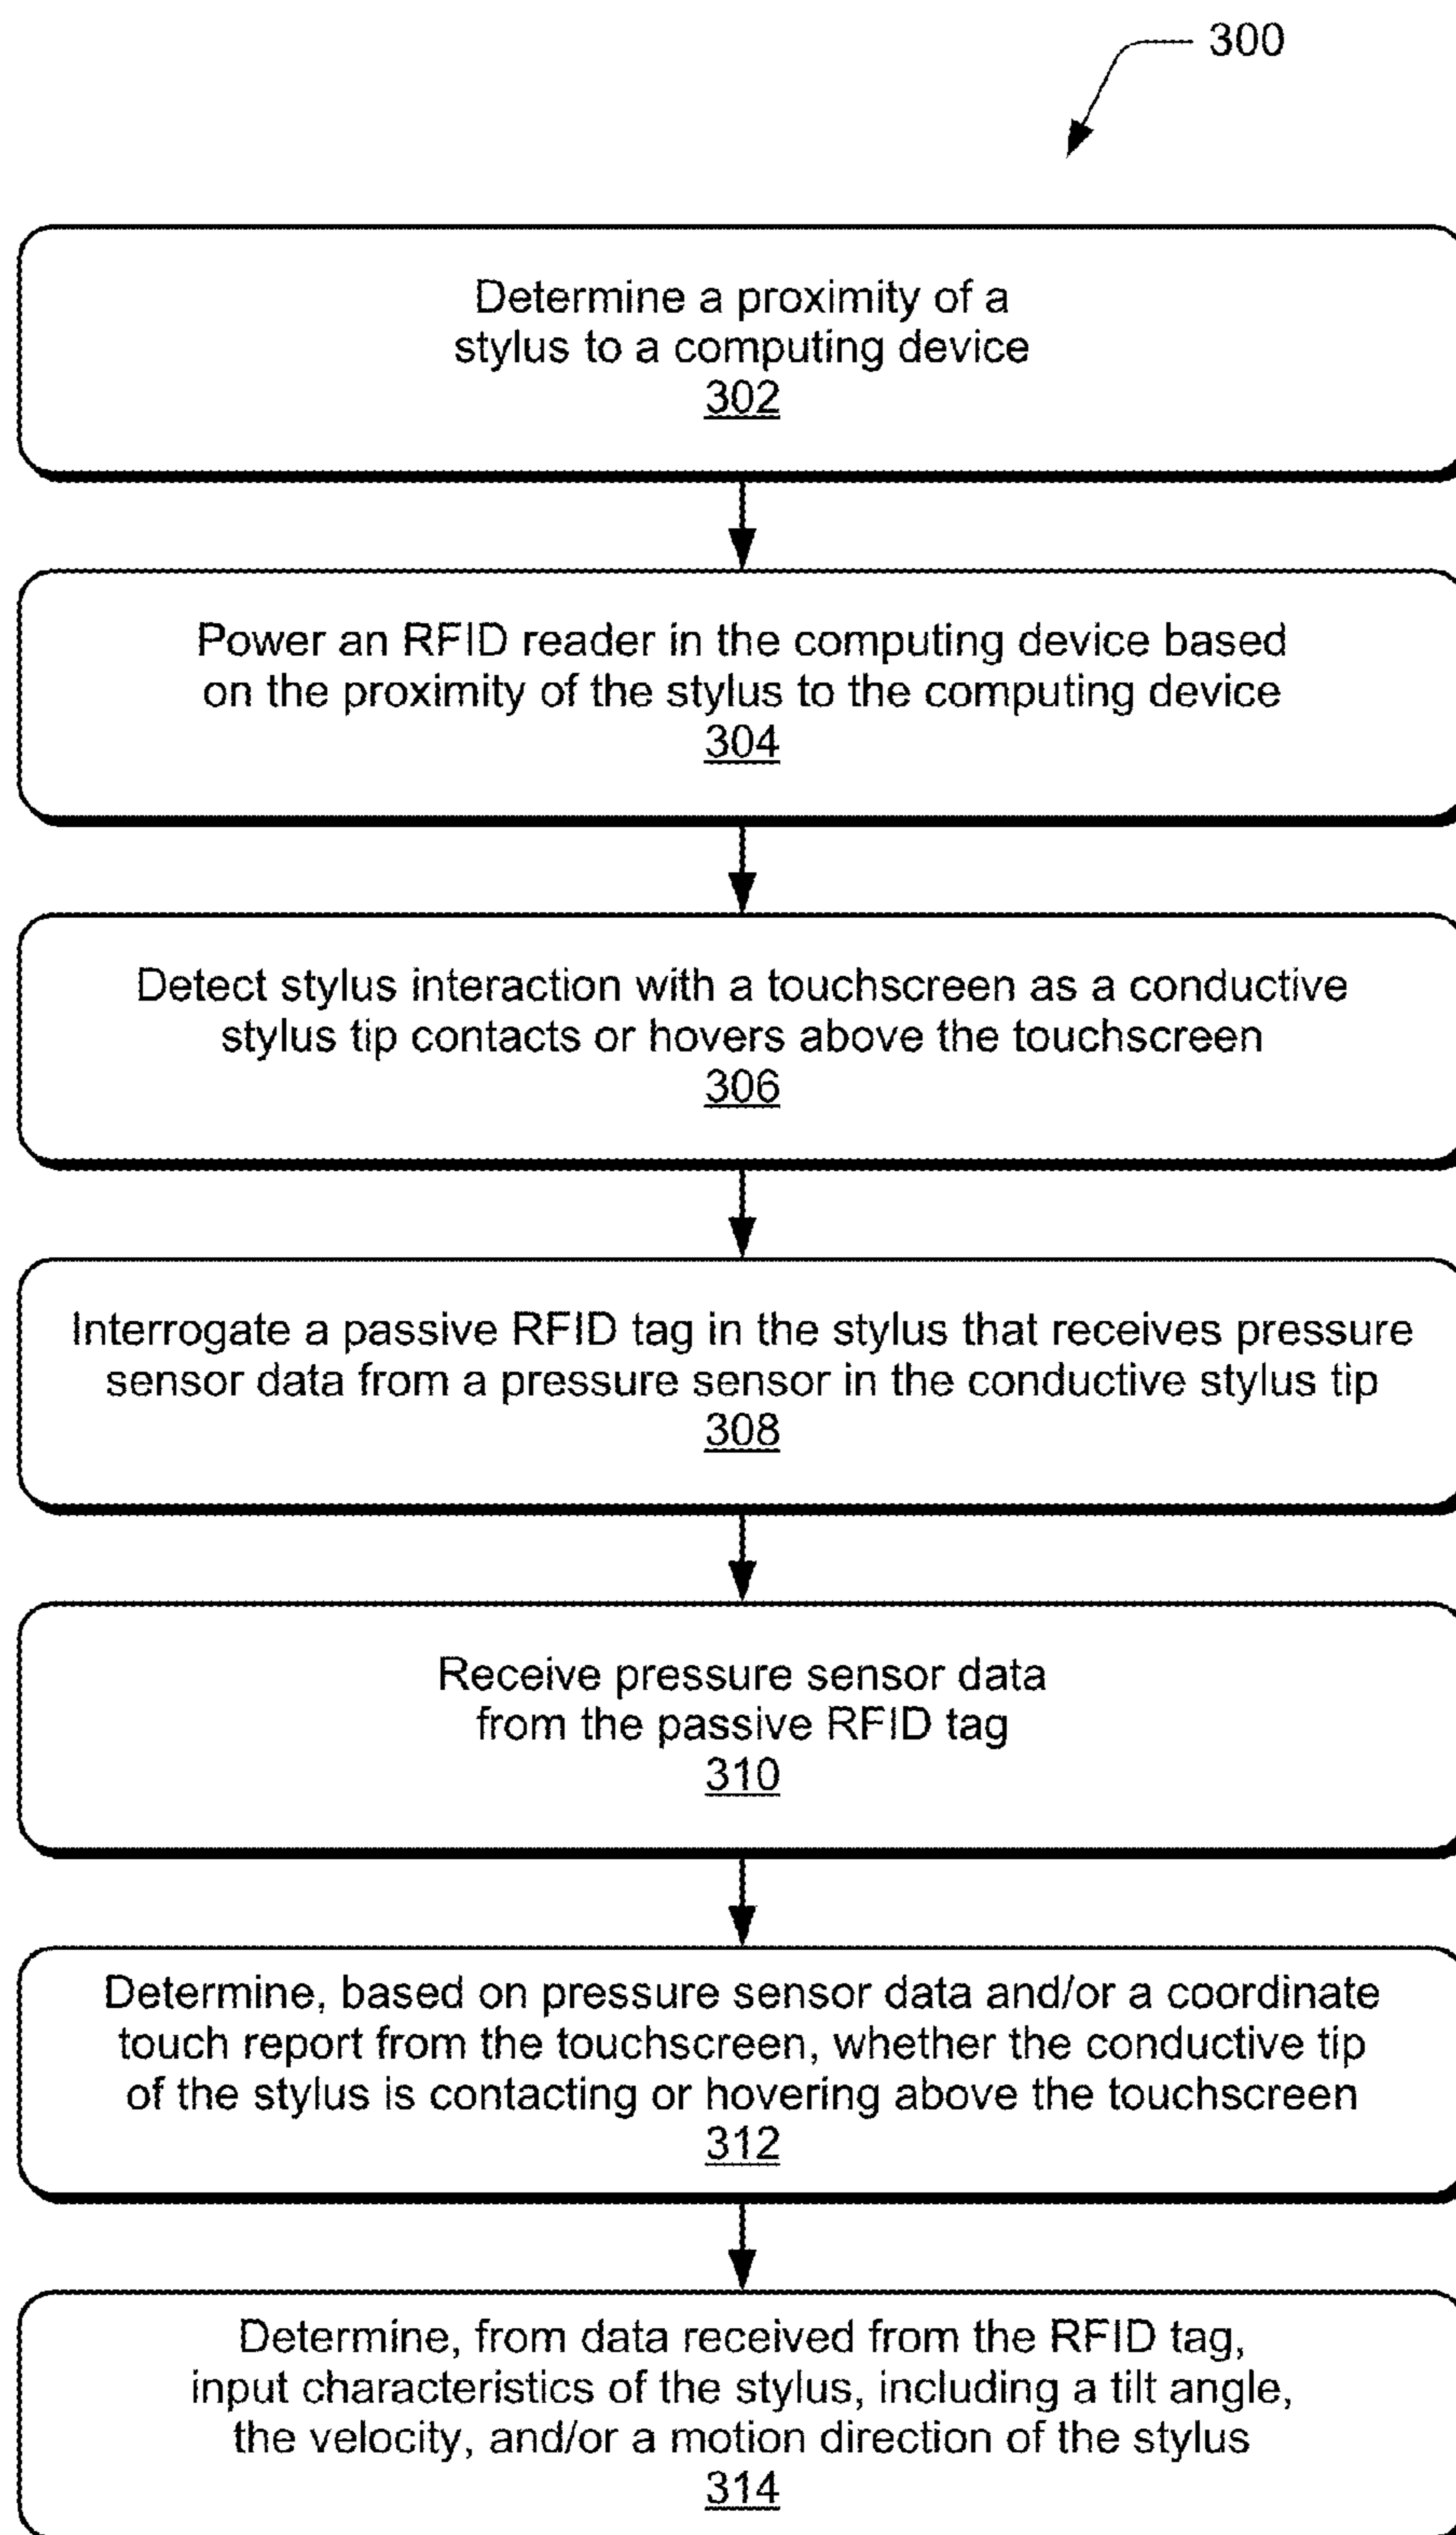 300
Determine a proximity of a
stylus to a computing device
302
Power an RFID reader in the computing device based
on the proximity of the stylus to the computing device
304
Detect stylus interaction with a touchscreen as a conductive
stylus tip contacts or hovers above the touchscreen
306
Interrogate a passive RFID tag in the stylus that receives pressure
sensor data from a pressure sensor in the conductive stylus tip
308
Receive pressure sensor data
from the passive RFID tag
310
Determine, based on pressure sensor data and/or a coordinate
touch report from the touchscreen, whether the conductive tip
of the stylus is contacting or hovering above the touchscreen
312
Determine, from data received from the RFID tag,
input characteristics of the stylus, including a tilt angle,
the velocity, and/or a motion direction of the stylus
314